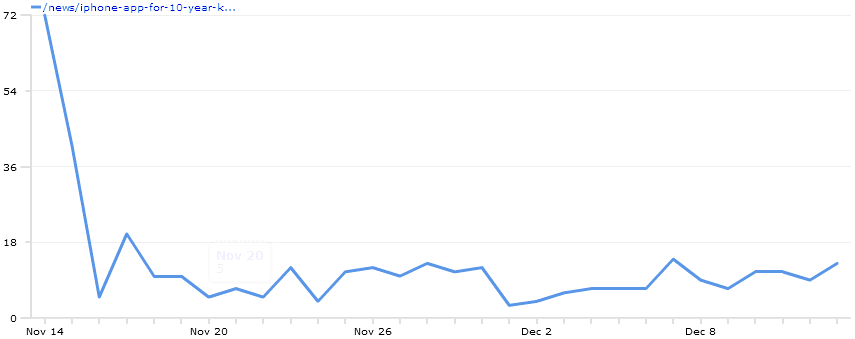 /news/iphone-app-for-10-year-k...
72
54
36
18
0
Nov 20
5
Nov 14
Nov 20
Nov 26
Dec 2
Dec 8